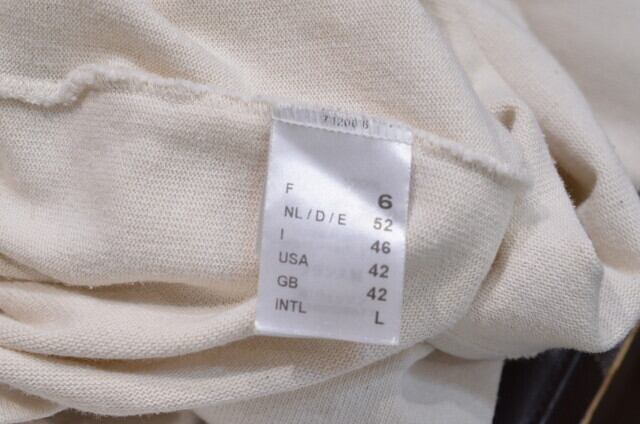 F 6
NL / D / E 52
I 46
USA 42
GB 42
INTL L